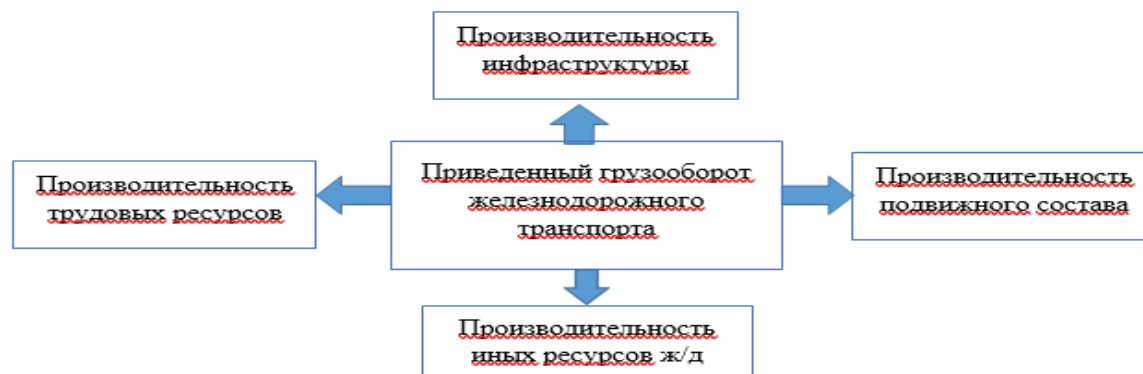 Производительность
инфраструктуры
Производительность
трудовых ресурсов
Приведенный грузооборот
железнодорожного
транспорта
Производительность
подвижного состава
Производительность
иных ресурсов ж/д